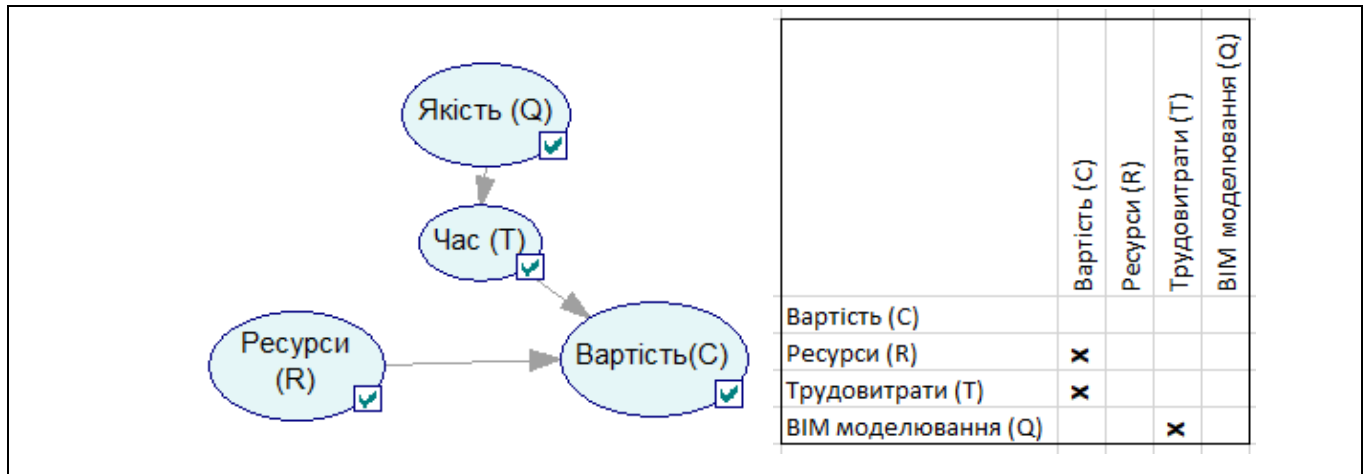 Якість (Q)
Час (T)
Ресурси
(R)
Вартість(C)
Вартість (C)
Ресурси (R)
Трудовитрати (T)
BIM моделювання (Q)
Вартість (C)
Ресурси (R) x
Трудовитрати (T) x
BIM моделювання (Q) x